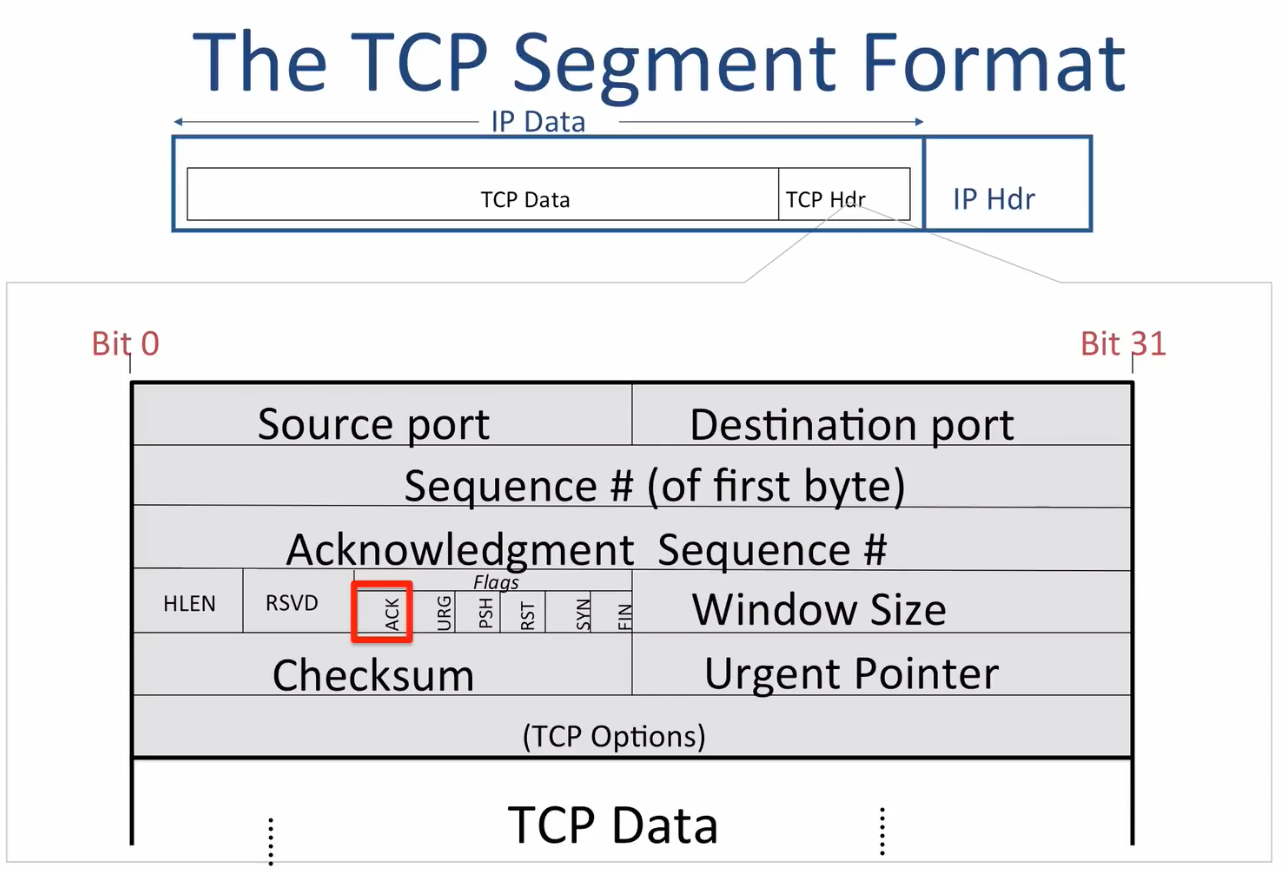 The TCP Segment Format
IP Data
TCP Data TCP Hdr IP Hdr
Bit 0 Bit 31
Source port Destination port
Sequence # (of first byte)
Acknowledgment Sequence #
Flags
HLEN RSVD ACK URG PSH RST SYN FIN Window Size
Checksum Urgent Pointer
(TCP Options)
TCP Data